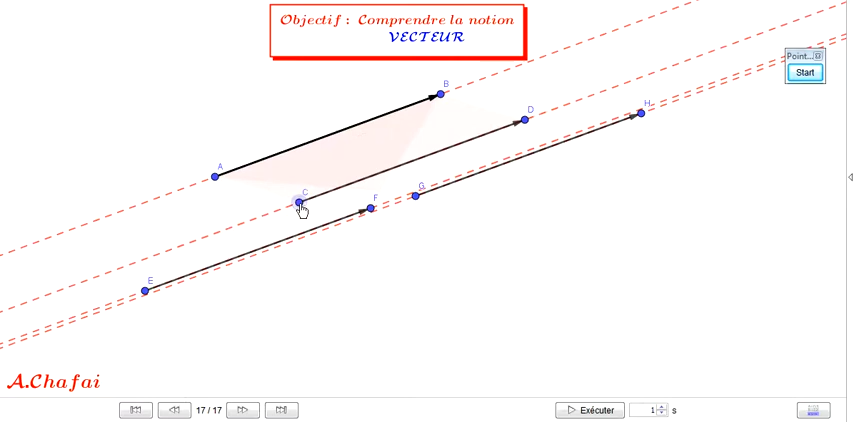 Objectif : Comprendre la notion
VECTEUR
Point...
Start
B
D
H
A
C
G
F
E
A.Chafai
17 / 17
Exécuter
1 s